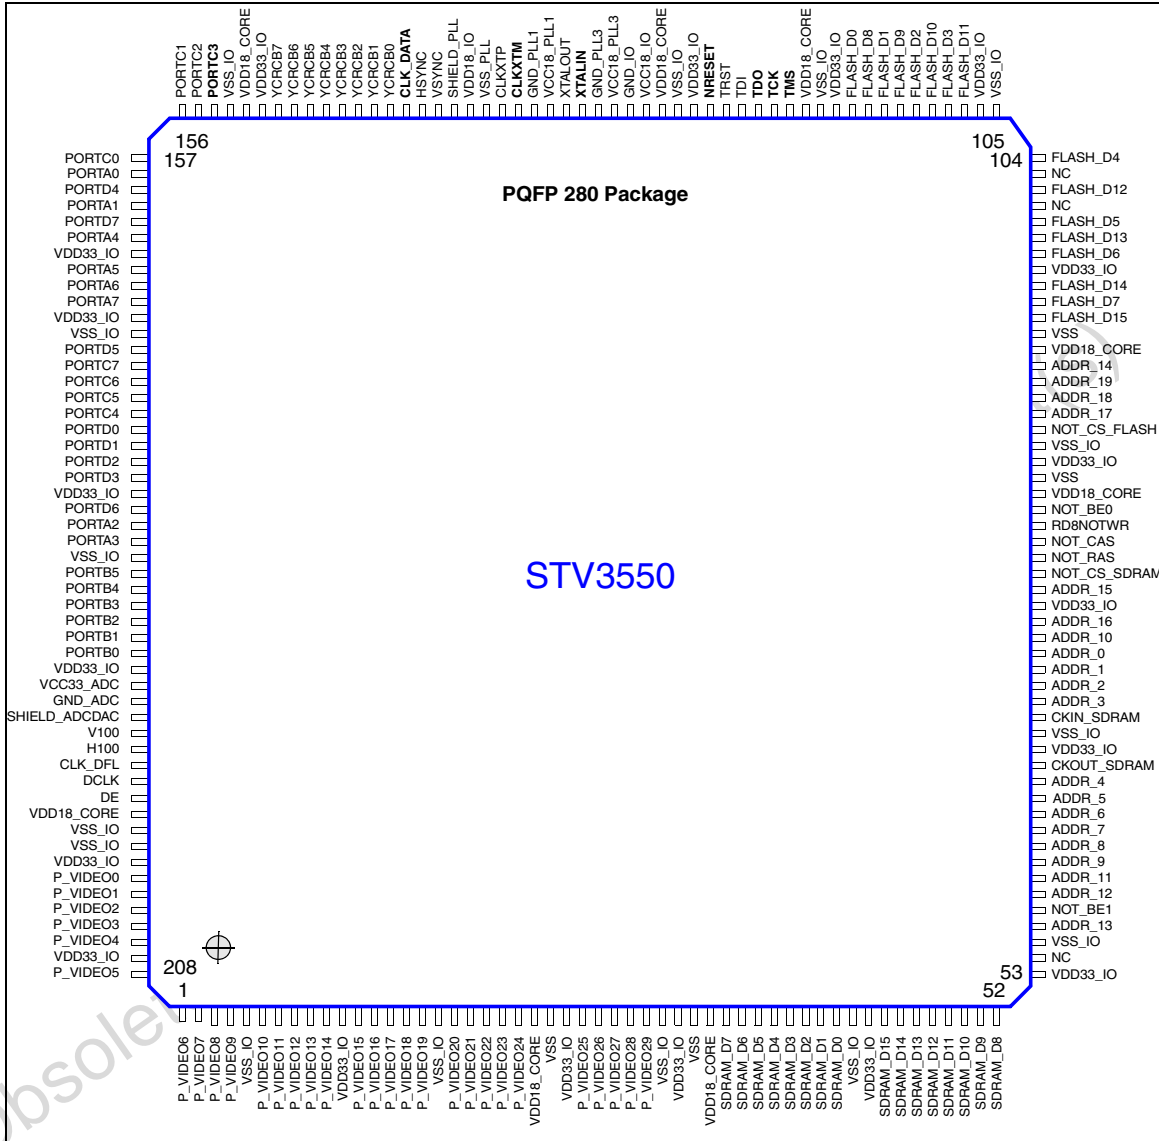 PORTC1
PORTC2
PORTC3
VSS_IO
VDD18_CORE
VDD33_IO
YCRCB7
YCRCB6
YCRCB5
YCRCB4
YCRCB3
YCRCB2
YCRCB1
YCRCB0
CLK_DATA
HSYNC
VSYNC
SHIELD_PLL
VDD18_IO
VSS_PLL
CLKXTP
CLKXTM
GND_PLL1
VCC18_PLL1
XTALOUT
XTALIN
GND_PLL3
VCC18_PLL3
GND_IO
VCC18_IO
VDD18_CORE
VSS_IO
VDD33_IO
NRESET
TRST
TDI
TDO
TCK
TMS
VDD18_CORE
VSS_IO
VDD33_IO
FLASH_D0
FLASH_D8
FLASH_D1
FLASH_D9
FLASH_D2
FLASH_D10
FLASH_D3
FLASH_D11
VDD33_IO
VSS_IO
156
157
105
104
PQFP 280 Package
STV3550
PORTC0
PORTA0
PORTD4
PORTA1
PORTD7
PORTA4
VDD33_IO
PORTA5
PORTA6
PORTA7
VDD33_IO
VSS_IO
PORTD5
PORTC7
PORTC6
PORTC5
PORTC4
PORTD0
PORTD1
PORTD2
PORTD3
VDD33_IO
PORTD6
PORTA2
PORTA3
VSS_IO
PORTB5
PORTB4
PORTB3
PORTB2
PORTB1
PORTB0
VDD33_IO
VCC33_ADC
GND_ADC
SHIELD_ADCDAC
V100
H100
CLK_DFL
DCLK
DE
VDD18_CORE
VSS_IO
VSS_IO
VDD33_IO
P_VIDEO0
P_VIDEO1
P_VIDEO2
P_VIDEO3
P_VIDEO4
VDD33_IO
P_VIDEO5
FLASH_D4
NC
FLASH_D12
NC
FLASH_D5
FLASH_D13
FLASH_D6
VDD33_IO
FLASH_D14
FLASH_D7
FLASH_D15
VSS
VDD18_CORE
ADDR_14
ADDR_19
ADDR_18
ADDR_17
NOT_CS_FLASH
VSS_IO
VDD33_IO
VSS
VDD18_CORE
NOT_BE0
RD8NOTWR
NOT_CAS
NOT_RAS
NOT_CS_SDRAM
ADDR_15
VDD33_IO
ADDR_16
ADDR_10
ADDR_0
ADDR_1
ADDR_2
ADDR_3
CKIN_SDRAM
VSS_IO
VDD33_IO
CKOUT_SDRAM
ADDR_4
ADDR_5
ADDR_6
ADDR_7
ADDR_8
ADDR_9
ADDR_11
ADDR_12
NOT_BE1
ADDR_13
VSS_IO
NC
VDD33_IO
208
1
53
52
P_VIDEO6
P_VIDEO7
P_VIDEO8
P_VIDEO9
VSS_IO
P_VIDEO10
P_VIDEO11
P_VIDEO12
P_VIDEO13
P_VIDEO14
VDD33_IO
P_VIDEO15
P_VIDEO16
P_VIDEO17
P_VIDEO18
P_VIDEO19
VSS_IO
P_VIDEO20
P_VIDEO21
P_VIDEO22
P_VIDEO23
P_VIDEO24
VDD18_CORE
VSS
VDD33_IO
P_VIDEO25
P_VIDEO26
P_VIDEO27
P_VIDEO28
P_VIDEO29
VSS_IO
VDD33_IO
VSS
VDD18_CORE
SDRAM_D7
SDRAM_D6
SDRAM_D5
SDRAM_D4
SDRAM_D3
SDRAM_D2
SDRAM_D1
SDRAM_D0
VSS_IO
VDD33_IO
SDRAM_D15
SDRAM_D14
SDRAM_D13
SDRAM_D12
SDRAM_D11
SDRAM_D10
SDRAM_D9
SDRAM_D8